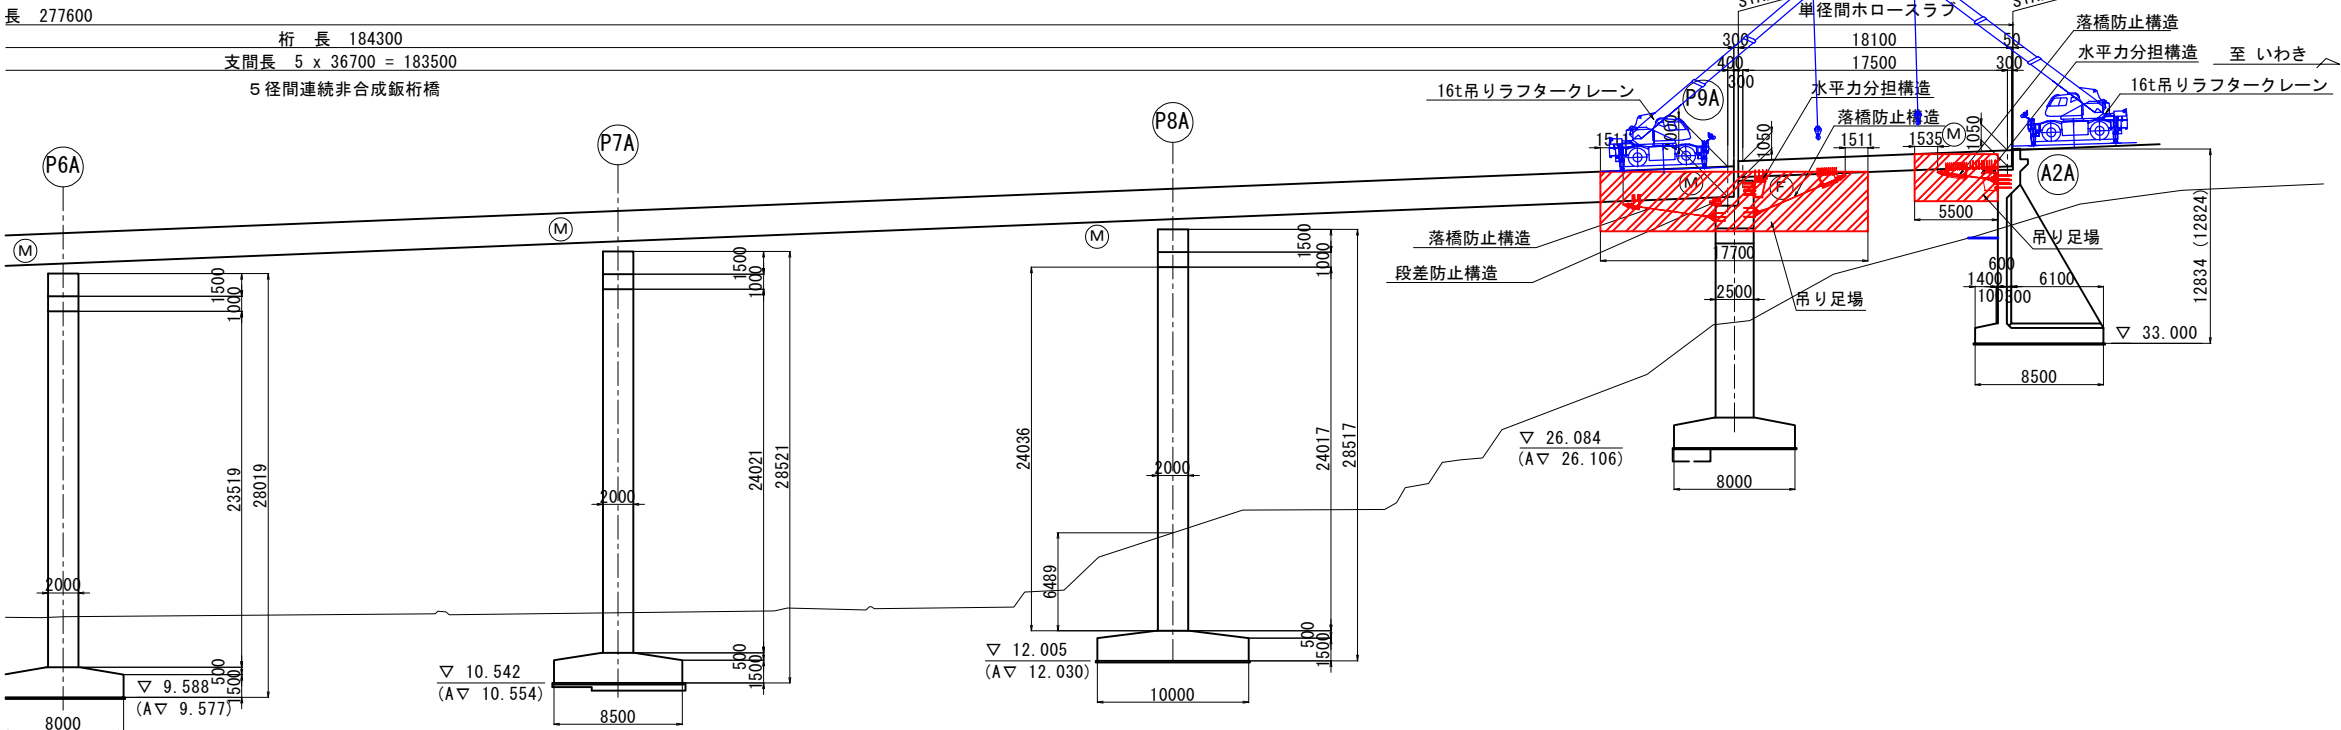 長 277600
単径間ホロースラブ
落橋防止構造
桁 長 184300
300
18100
50
水平力分担構造
至 いわき
支間長 5 x 36700 = 183500
400
17500
300
300
5径間連続非合成鈑桁橋
16t吊りラフタークレーン
P9A
水平力分担構造
16t吊りラフタークレーン
落橋防止構造
P6A
P7A
P8A
1511
1050
1511
1535
M
1050
A2A
M
M
M
M
F
5500
吊り足場
落橋防止構造
17700
段差防止構造
2500
吊り足場
600
1400
6100
100
300
12834 (12824)
▽ 33.000
8500
1500
1000
1500
1000
1500
1000
23519
28019
24021
28521
24036
24017
28517
2000
2000
2000
6489
▽ 26.084
(A▽ 26.106)
8000
500
1500
500
1500
500
1500
▽ 9.588
(A▽ 9.577)
8000
▽ 10.542
(A▽ 10.554)
8500
▽ 12.005
(A▽ 12.030)
10000